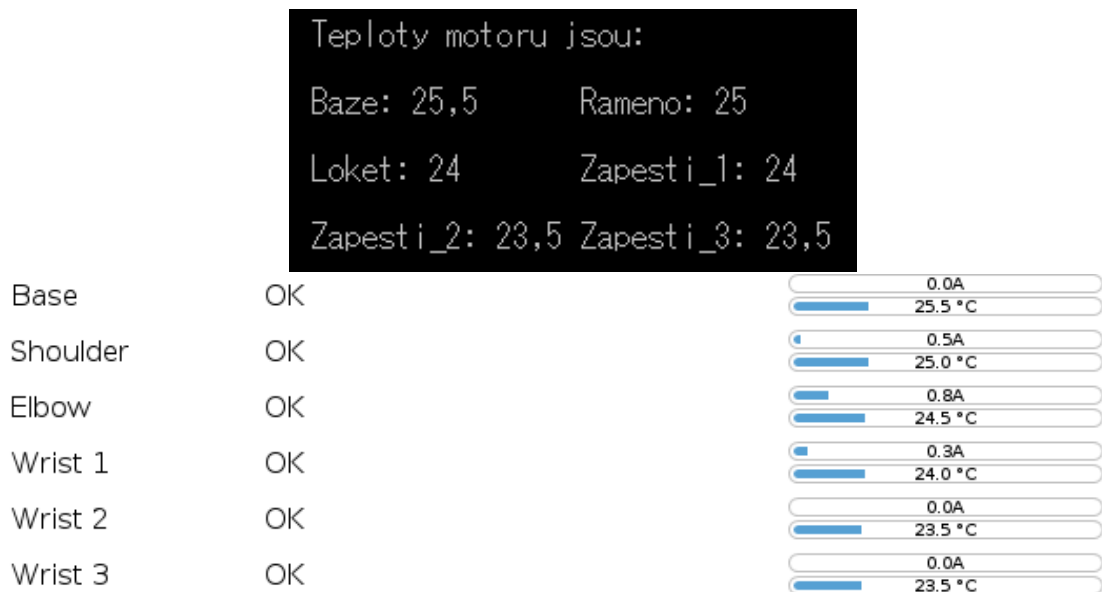 Teploty motoru jsou:
Baze: 25,5 Rameno: 25
Loket: 24 Zapesti_1: 24
Zapesti_2: 23,5 Zapesti_3: 23,5
Base OK 0.0A
25.5 °C
Shoulder OK 0.5A
25.0 °C
Elbow OK 0.8A
24.5 °C
Wrist 1 OK 0.3A
24.0 °C
Wrist 2 OK 0.0A
23.5 °C
Wrist 3 OK 0.0A
23.5 °C